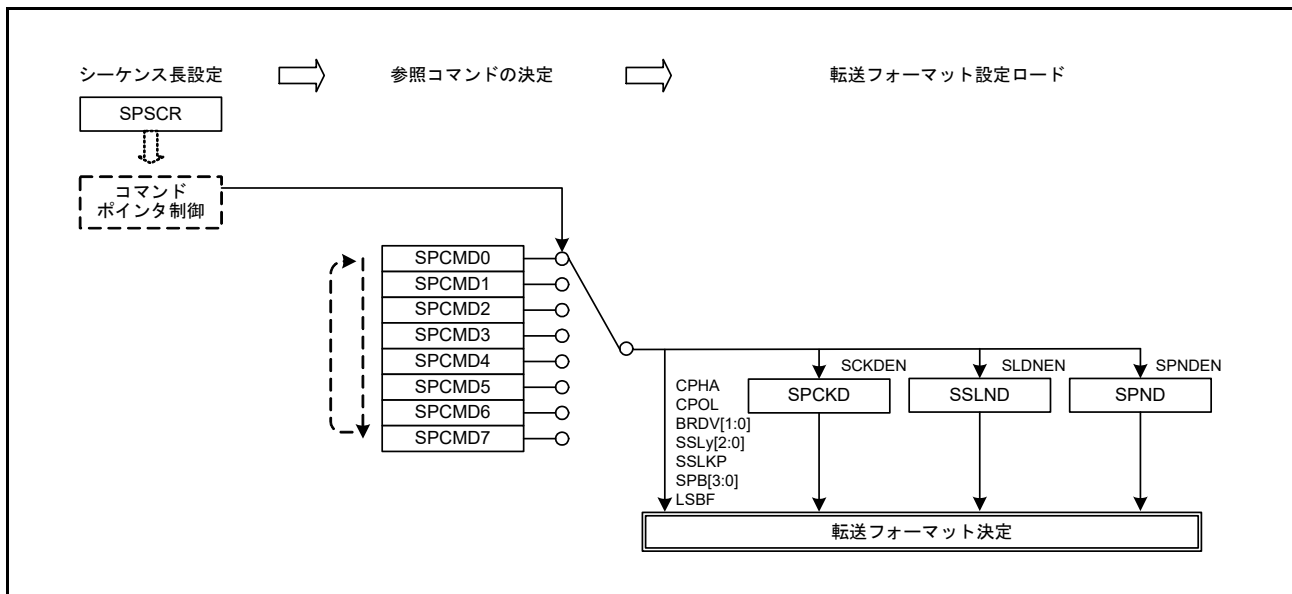 シーケンス長設定
参照コマンドの決定
転送フォーマット設定ロード
SPSCR
コマンド
ポインタ制御
SPCMD0
SPCMD1
SPCMD2
SPCMD3
SPCMD4
SPCMD5
SPCMD6
SPCMD7
CPHA
CPOL
BRDV[1:0]
SSLy[2:0]
SSLKP
SPB[3:0]
LSBF
SCKDEN
SPCKD
SLDNEN
SSLND
SPNDEN
SPND
転送フォーマット決定